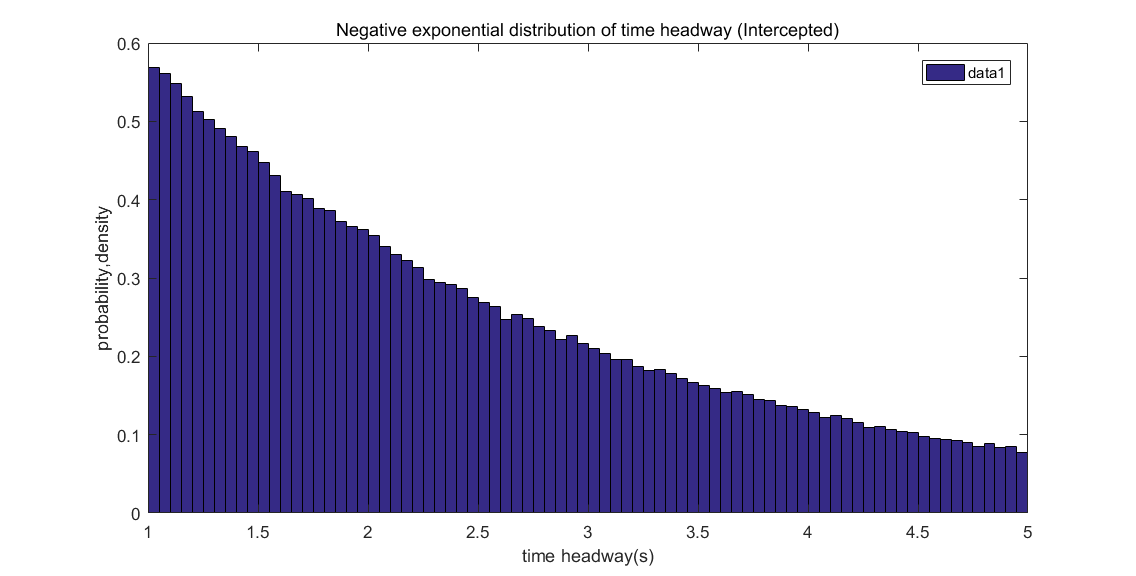 Negative exponential distribution of time headway (Intercepted)
data1
probability,density
0.6
0.5
0.4
0.3
0.2
0.1
0
1 1.5 2 2.5 3 3.5 4 4.5 5
time headway(s)